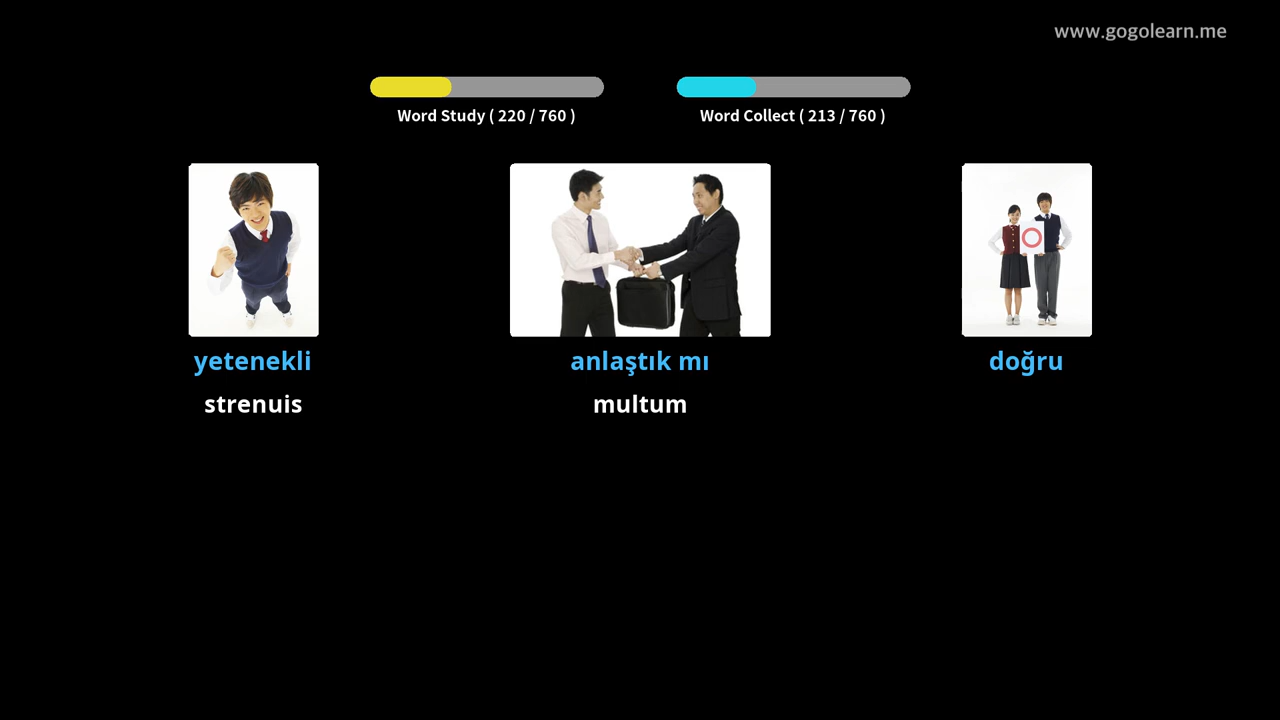 www.gogolearn.me
Word Study ( 220 / 760 )
Word Collect ( 213 / 760 )
yetenekli
anlaştık mı
doğru
strenuis
multum